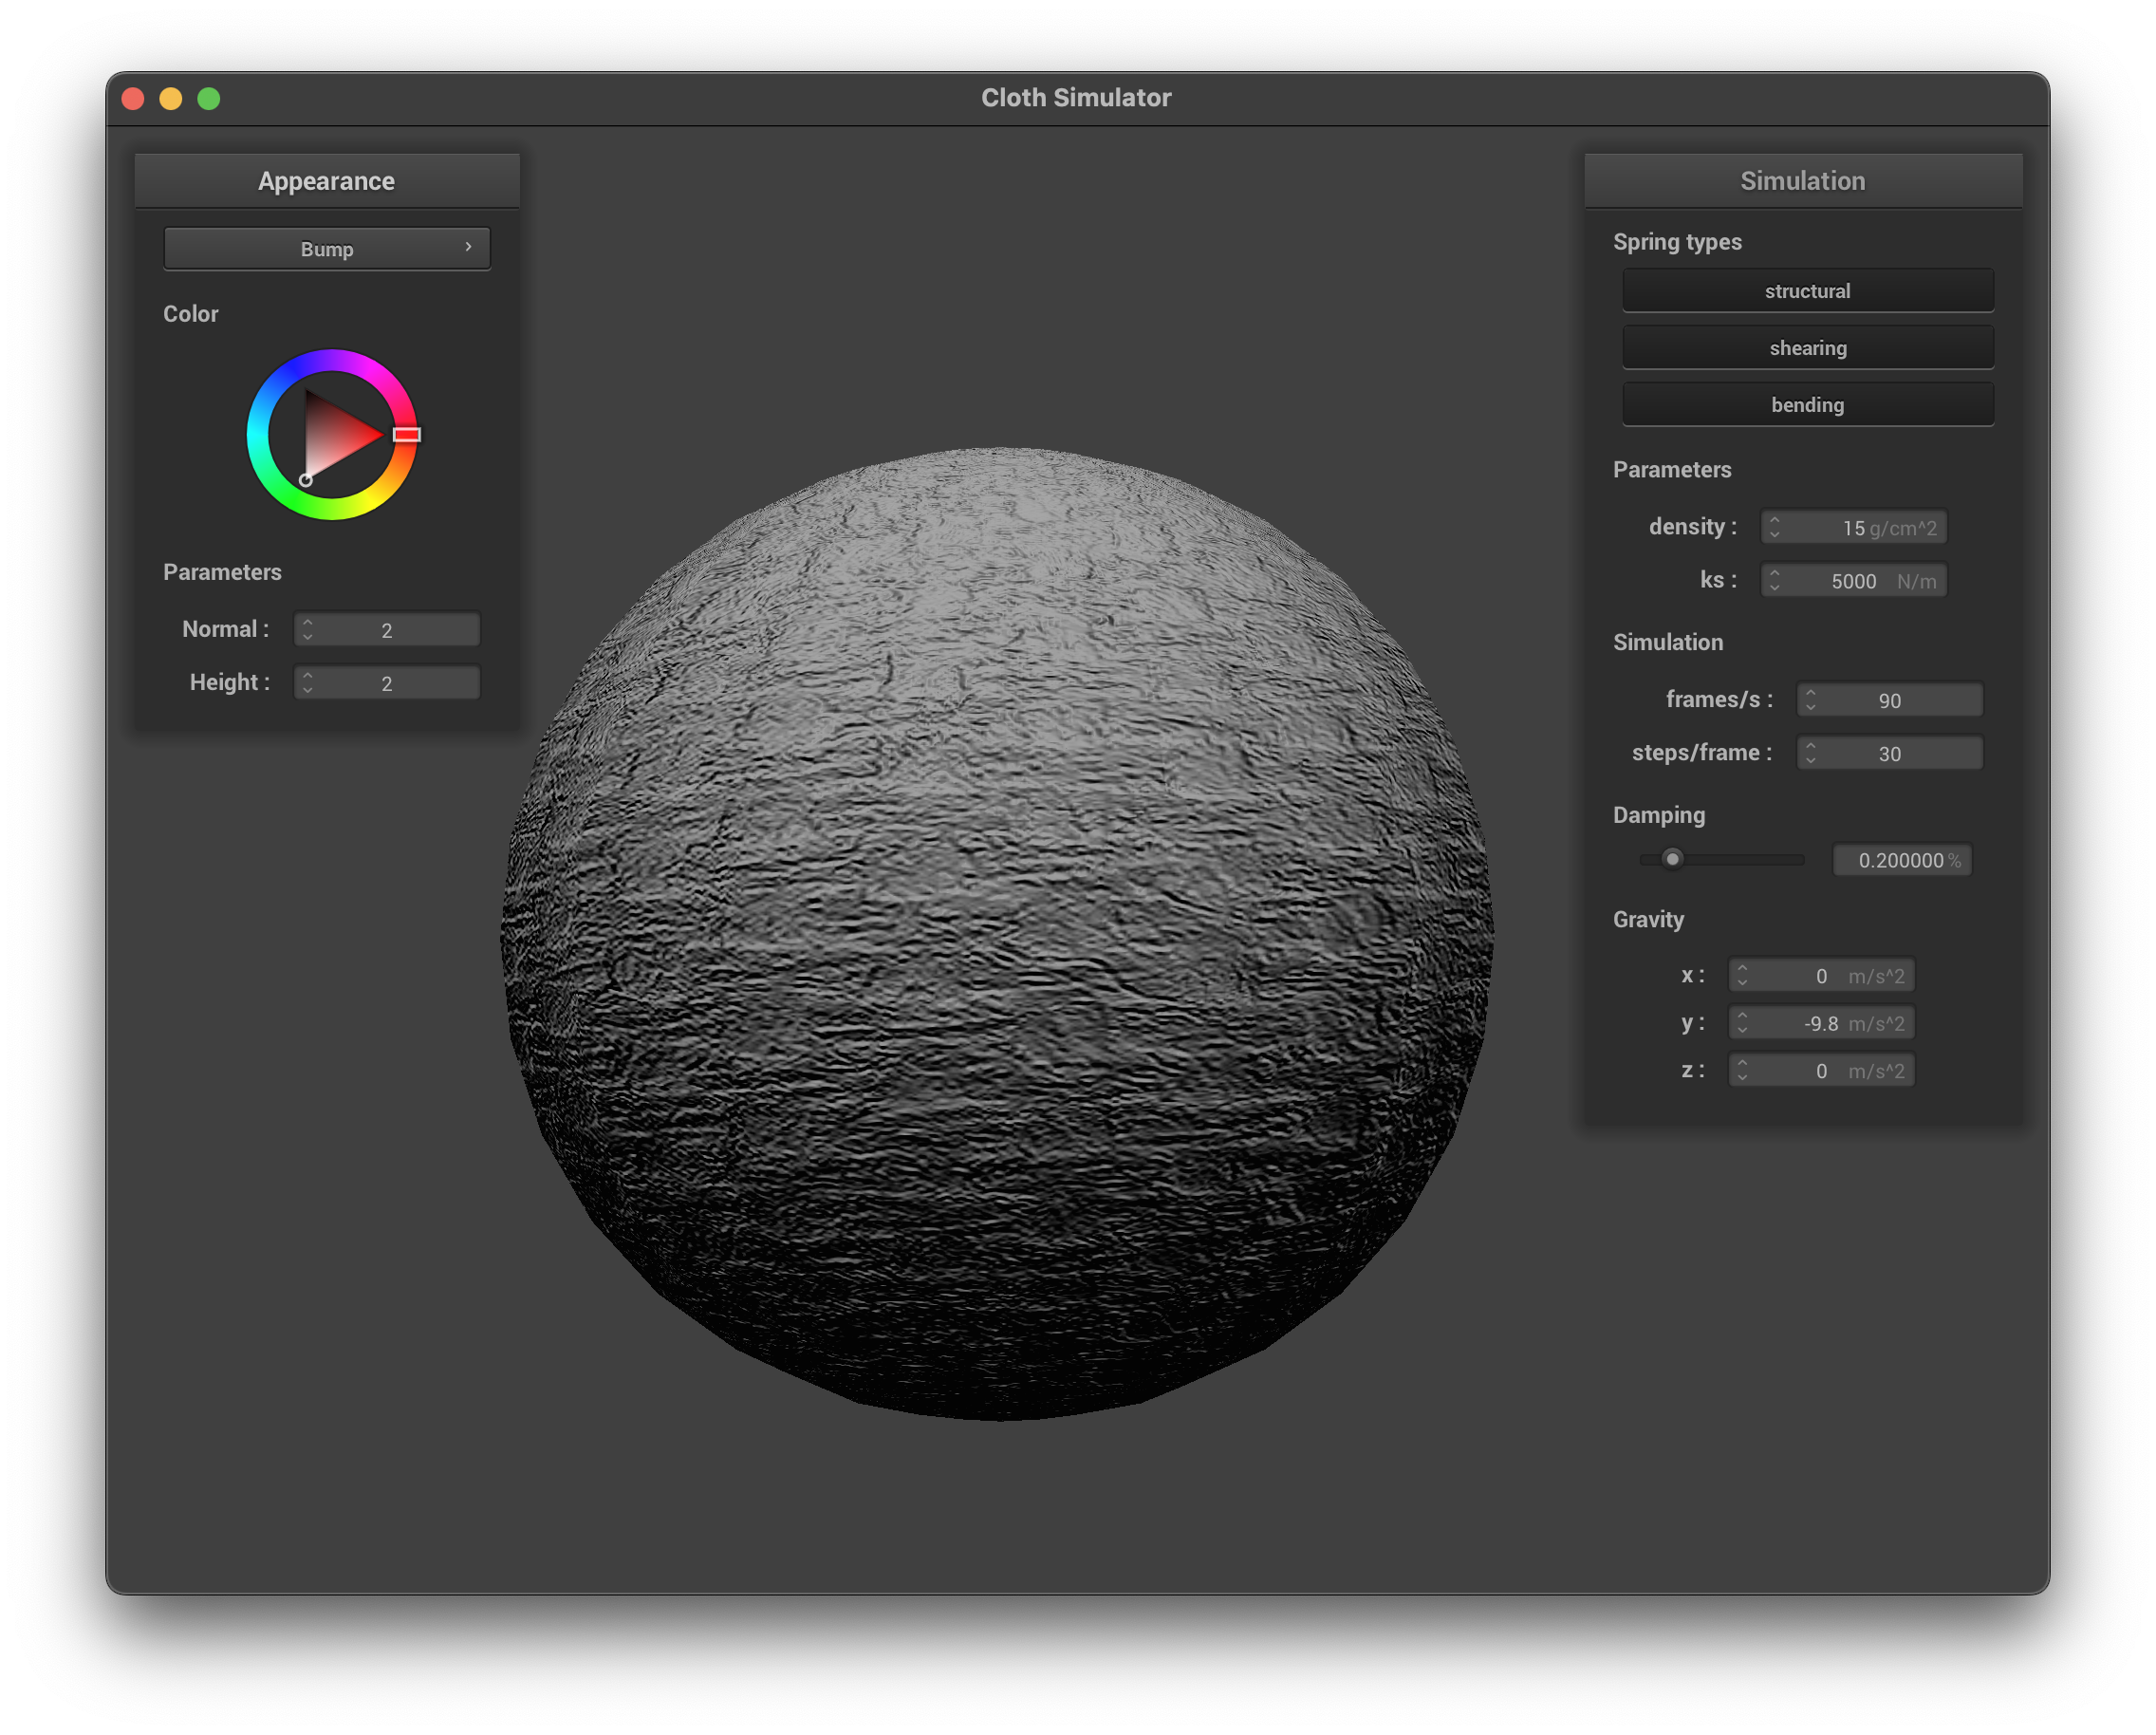 Cloth Simulator
Appearance
Bump
Color
Parameters
Normal : 2
Height : 2
Simulation
Spring types
structural
shearing
bending
Parameters
density : 15 g/cm^2
ks : 5000 N/m
Simulation
frames/s : 90
steps/frame : 30
Damping
0.200000 %
Gravity
x : 0 m/s^2
y : -9.8 m/s^2
z : 0 m/s^2